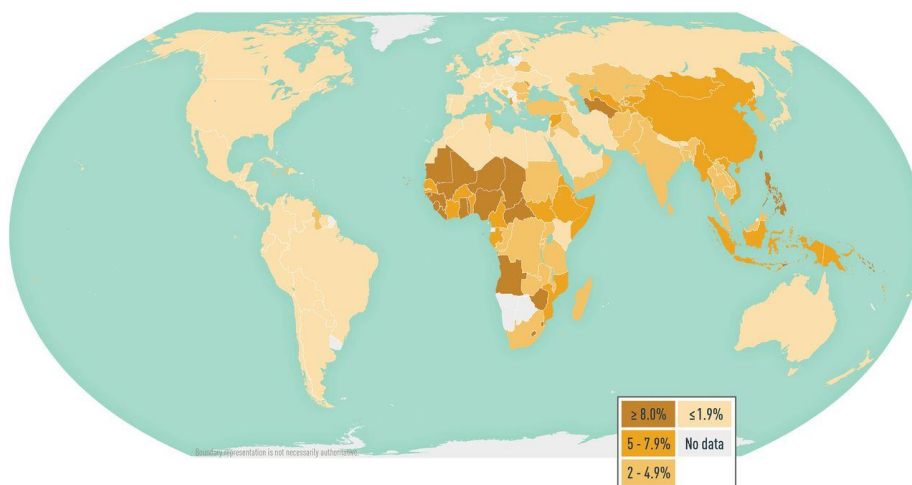 Boundary representation is not necessarily authoritative.
≥ 8.0% ≤1.9%
5 - 7.9% No data
2 - 4.9%